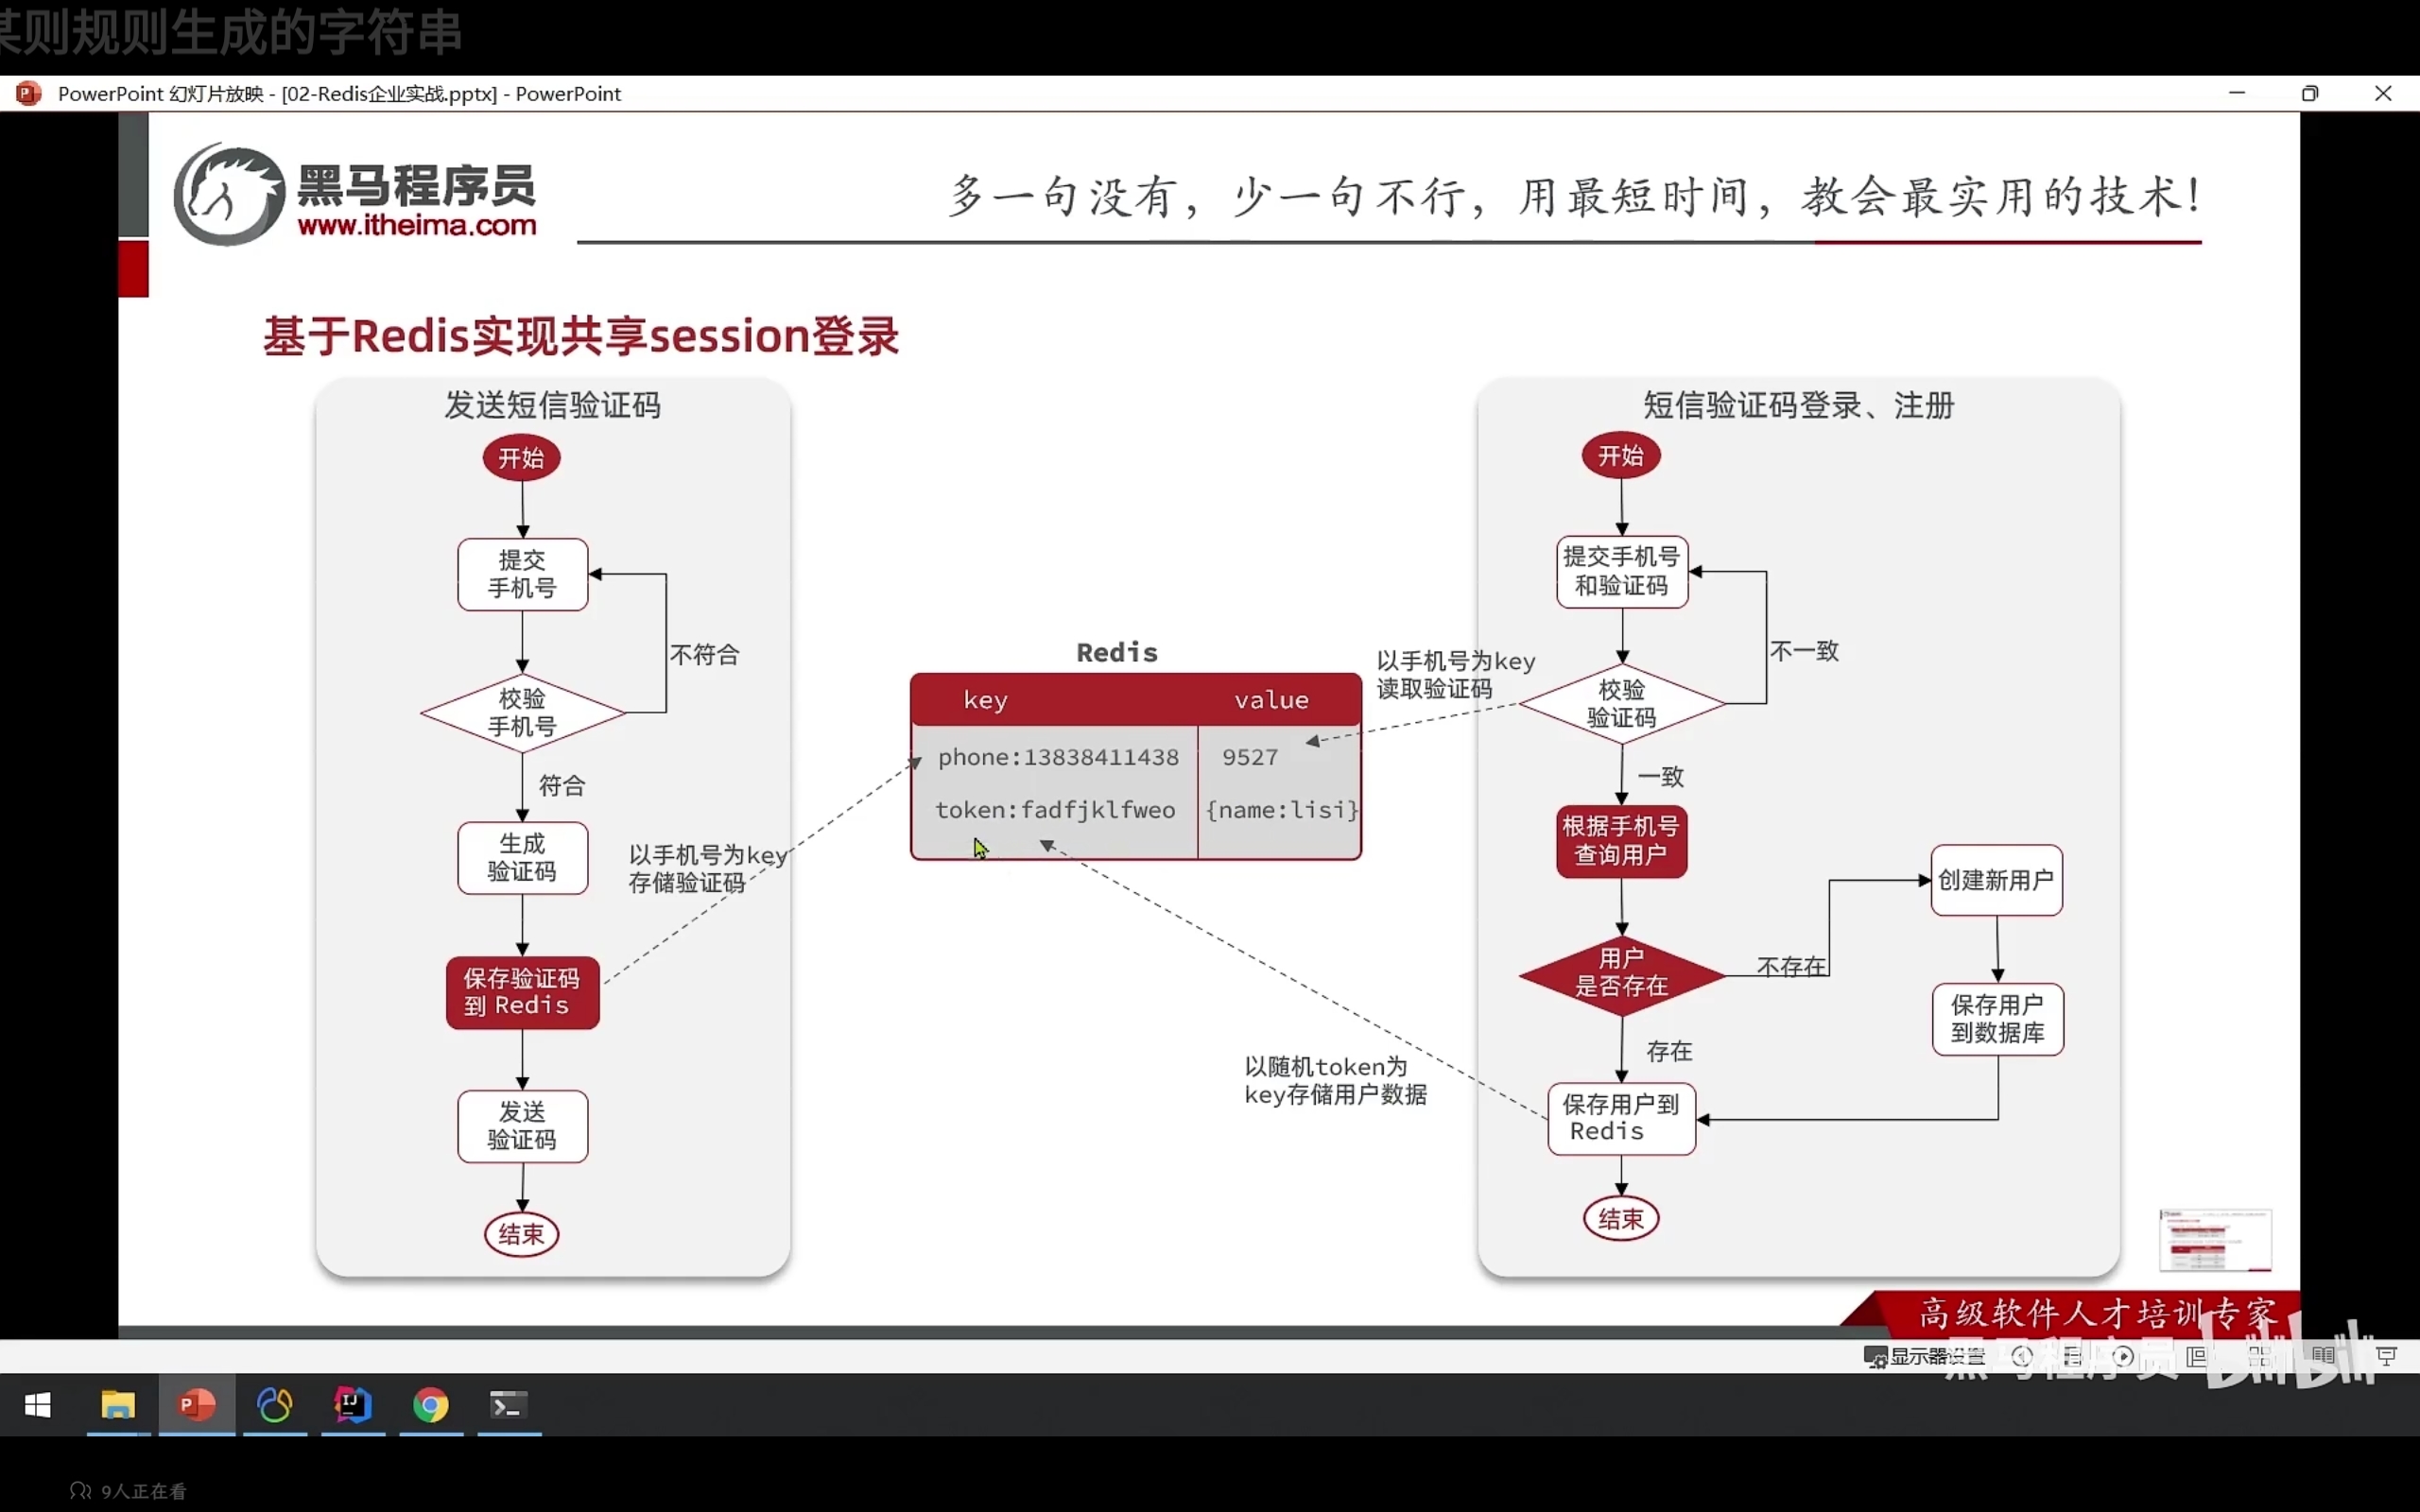 某则规则生成的字符串
PowerPoint 幻灯片放映 - [02-Redis企业实战.pptx] - PowerPoint
黑马程序员
www.itheima.com
多一句没有，少一句不行，用最短时间，教会最实用的技术！
基于Redis实现共享session登录
发送短信验证码
开始
提交
手机号
不符合
校验
手机号
符合
生成
验证码
以手机号为key
存储验证码
保存验证码
到 Redis
发送
验证码
结束
Redis
key
value
phone:13838411438
9527
token:fadfjklfweo
{name:lisi}
以手机号为key
读取验证码
以随机token为
key存储用户数据
短信验证码登录、注册
开始
提交手机号
和验证码
不一致
校验
验证码
一致
根据手机号
查询用户
用户
是否存在
不存在
创建新用户
保存用户
到数据库
存在
保存用户到
Redis
结束
高级软件人才培训专家
显示器设置
黑马程序员 bilibili
9人正在看